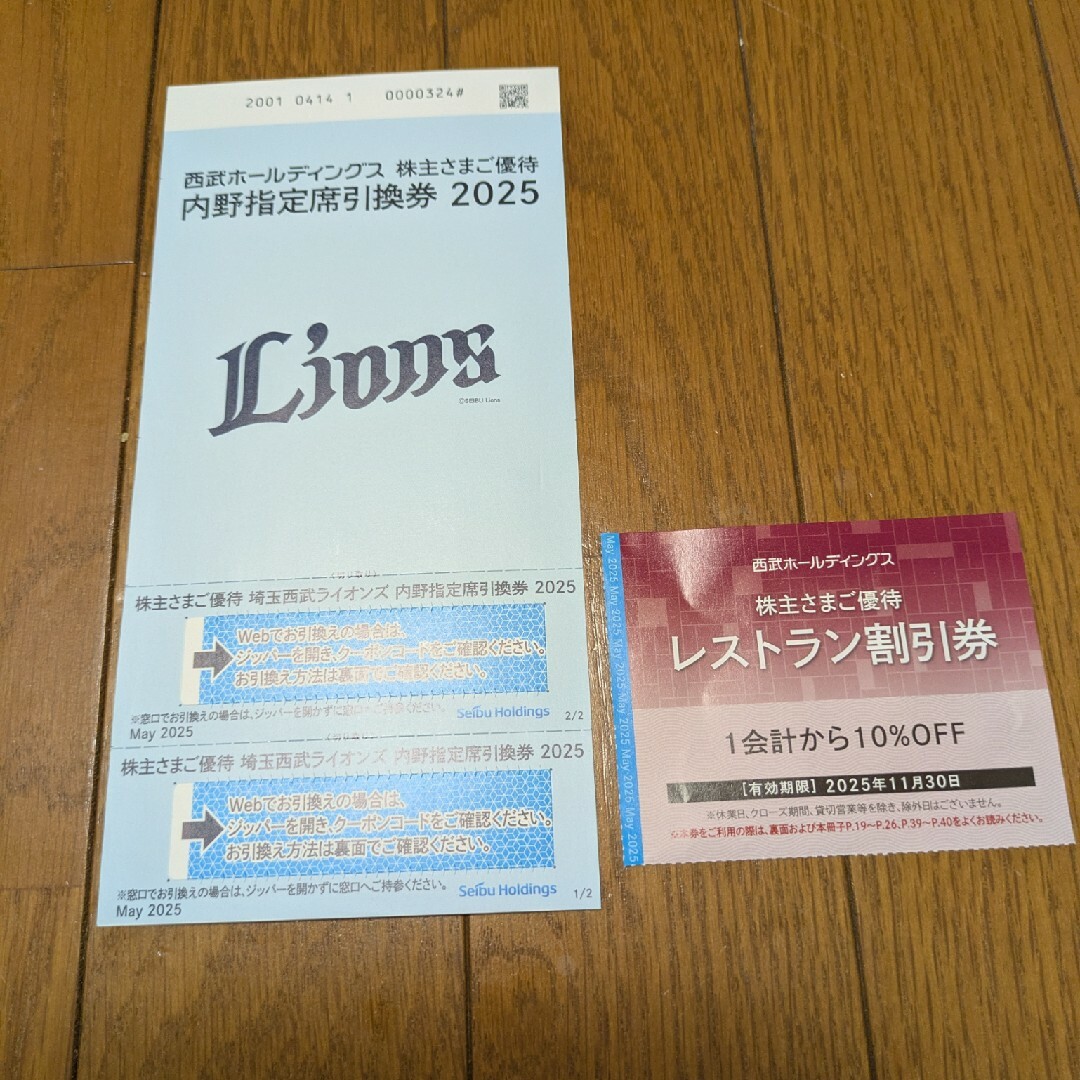 2001 0414 1 0000324#
西武ホールディングス 株主さまご優待
内野指定席引換券 2025
Lions
株主さまご優待 埼玉西武ライオンズ 内野指定席引換券 2025
Webでお引換えの場合は、
ジッパーを開き、クーポンコードをご確認ください。
お引換え方法は裏面でご確認ください。
※窓口でお引換えの場合は、ジッパーを開かずに窓口へご持参ください。
Seibu Holdings 2/2
May 2025
株主さまご優待 埼玉西武ライオンズ 内野指定席引換券 2025
Webでお引換えの場合は、
ジッパーを開き、クーポンコードをご確認ください。
お引換え方法は裏面でご確認ください。
※窓口でお引換えの場合は、ジッパーを開かずに窓口へご持参ください。
Seibu Holdings 1/2
May 2025
May 2025 May 2025 May 2025 May 2025 May 2025
西武ホールディングス
株主さまご優待
レストラン割引券
1会計から10%OFF
[有効期限] 2025年11月30日
※休業日、クローズ期間、貸切営業等を除き、除外日はございません。
※本券をご利用の際は、裏面および本冊子P.19〜P.26、P.39〜P.40をよくお読みください。